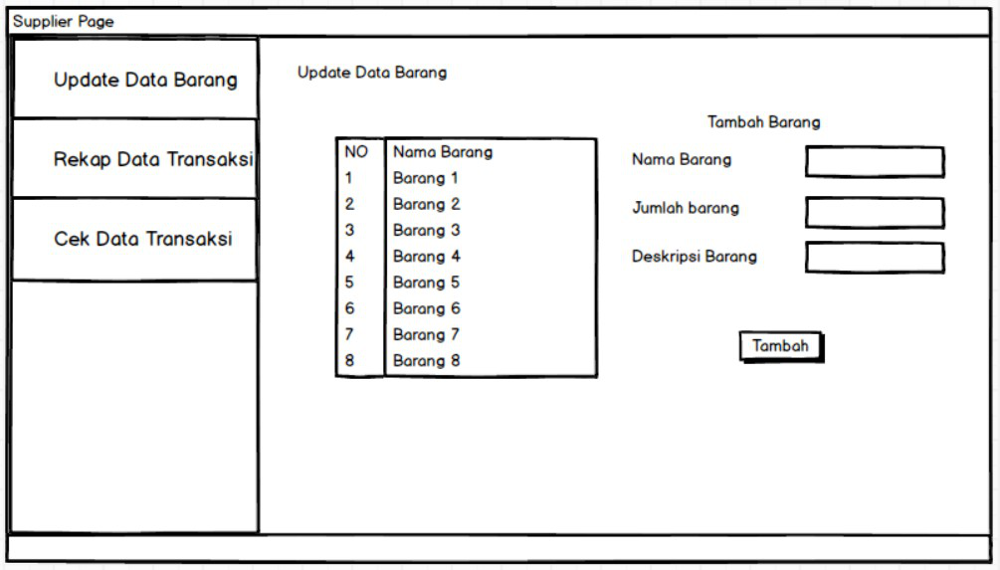 Supplier Page
Update Data Barang
Rekap Data Transaksi
Cek Data Transaksi
Update Data Barang
NO Nama Barang
1 Barang 1
2 Barang 2
3 Barang 3
4 Barang 4
5 Barang 5
6 Barang 6
7 Barang 7
8 Barang 8
Tambah Barang
Nama Barang
Jumlah barang
Deskripsi Barang
Tambah